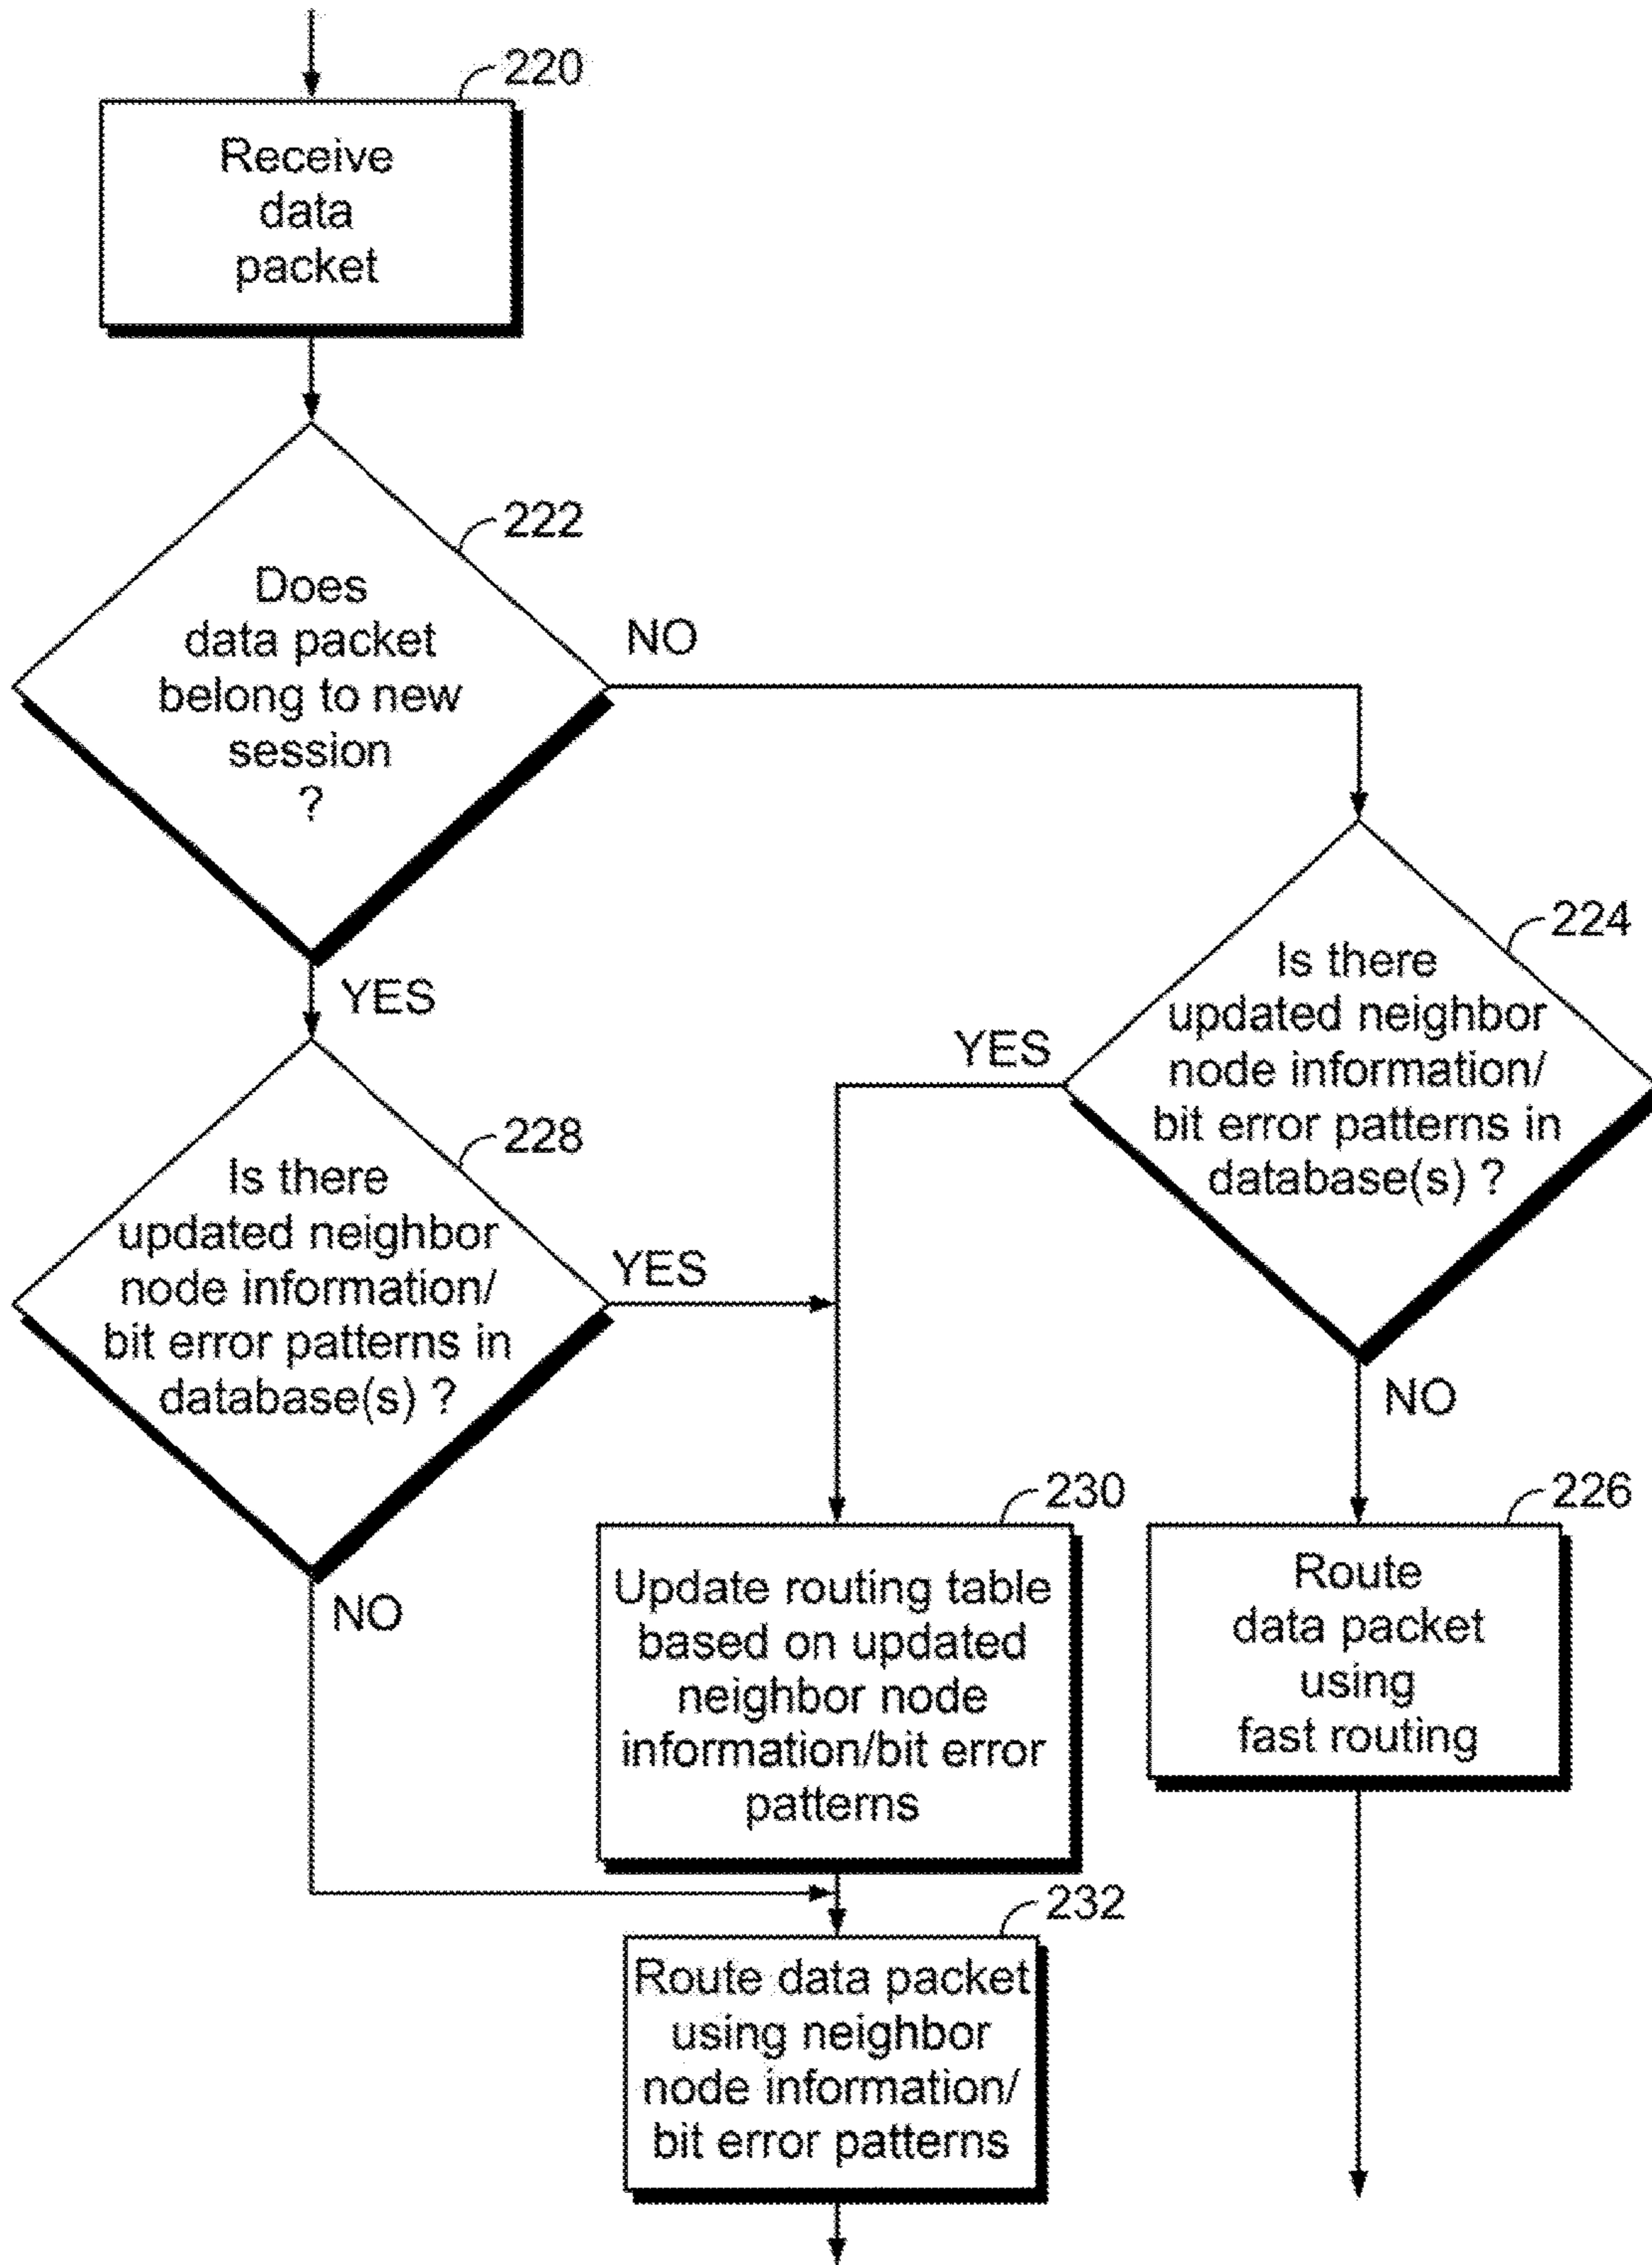 220
Receive
data
packet
222
Does
data packet
belong to new
session
?
NO
YES
224
Is there
updated neighbor
node information/
bit error patterns in
database(s) ?
YES
NO
228
Is there
updated neighbor
node information/
bit error patterns in
database(s) ?
YES
NO
230
Update routing table
based on updated
neighbor node
information/bit error
patterns
226
Route
data packet
using
fast routing
232
Route data packet
using neighbor
node information/
bit error patterns